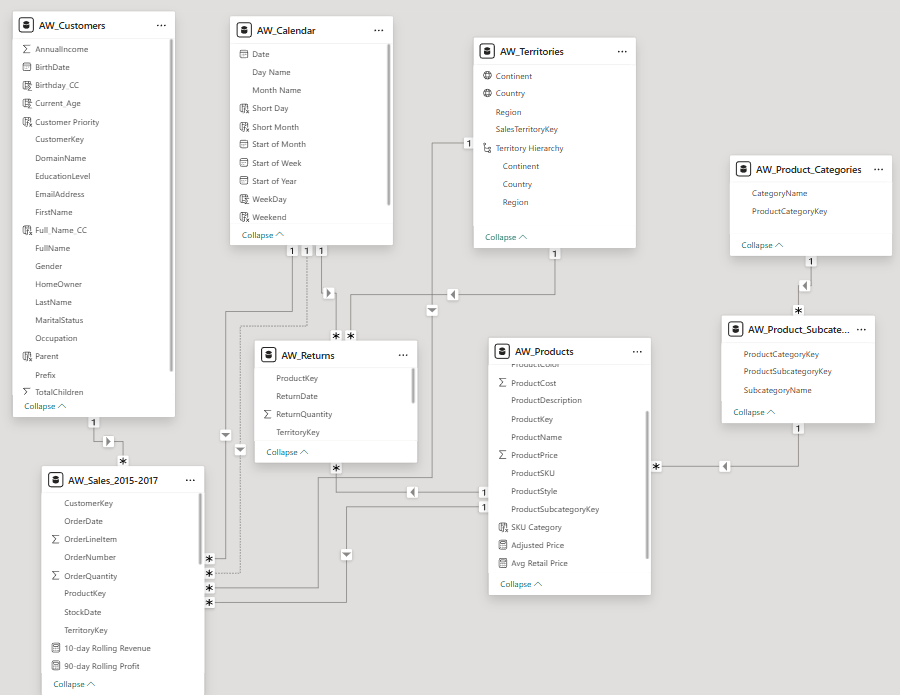 AW_Customers
AnnualIncome
BirthDate
Birthday_CC
Current_Age
Customer Priority
CustomerKey
DomainName
EducationLevel
EmailAddress
FirstName
Full_Name_CC
FullName
Gender
HomeOwner
LastName
MaritalStatus
Occupation
Parent
Prefix
TotalChildren
Collapse
1
*
AW_Calendar
Date
Day Name
Month Name
Short Day
Short Month
Start of Month
Start of Week
Start of Year
WeekDay
Weekend
Collapse
1
1
1
AW_Territories
Continent
Country
Region
SalesTerritoryKey
Territory Hierarchy
Continent
Country
Region
Collapse
1
1
AW_Product_Categories
CategoryName
ProductCategoryKey
Collapse
1
*
AW_Product_Subcate...
ProductCategoryKey
ProductSubcategoryKey
SubcategoryName
Collapse
1
*
*
*
AW_Returns
ProductKey
ReturnDate
ReturnQuantity
TerritoryKey
Collapse
*
AW_Products
ProductColor
ProductCost
ProductDescription
ProductKey
ProductName
ProductPrice
ProductSKU
ProductStyle
ProductSubcategoryKey
SKU Category
Adjusted Price
Avg Retail Price
Collapse
1
1
AW_Sales_2015-2017
CustomerKey
OrderDate
OrderLineItem
OrderNumber
OrderQuantity
ProductKey
StockDate
TerritoryKey
10-day Rolling Revenue
90-day Rolling Profit
Collapse
*
*
*
*